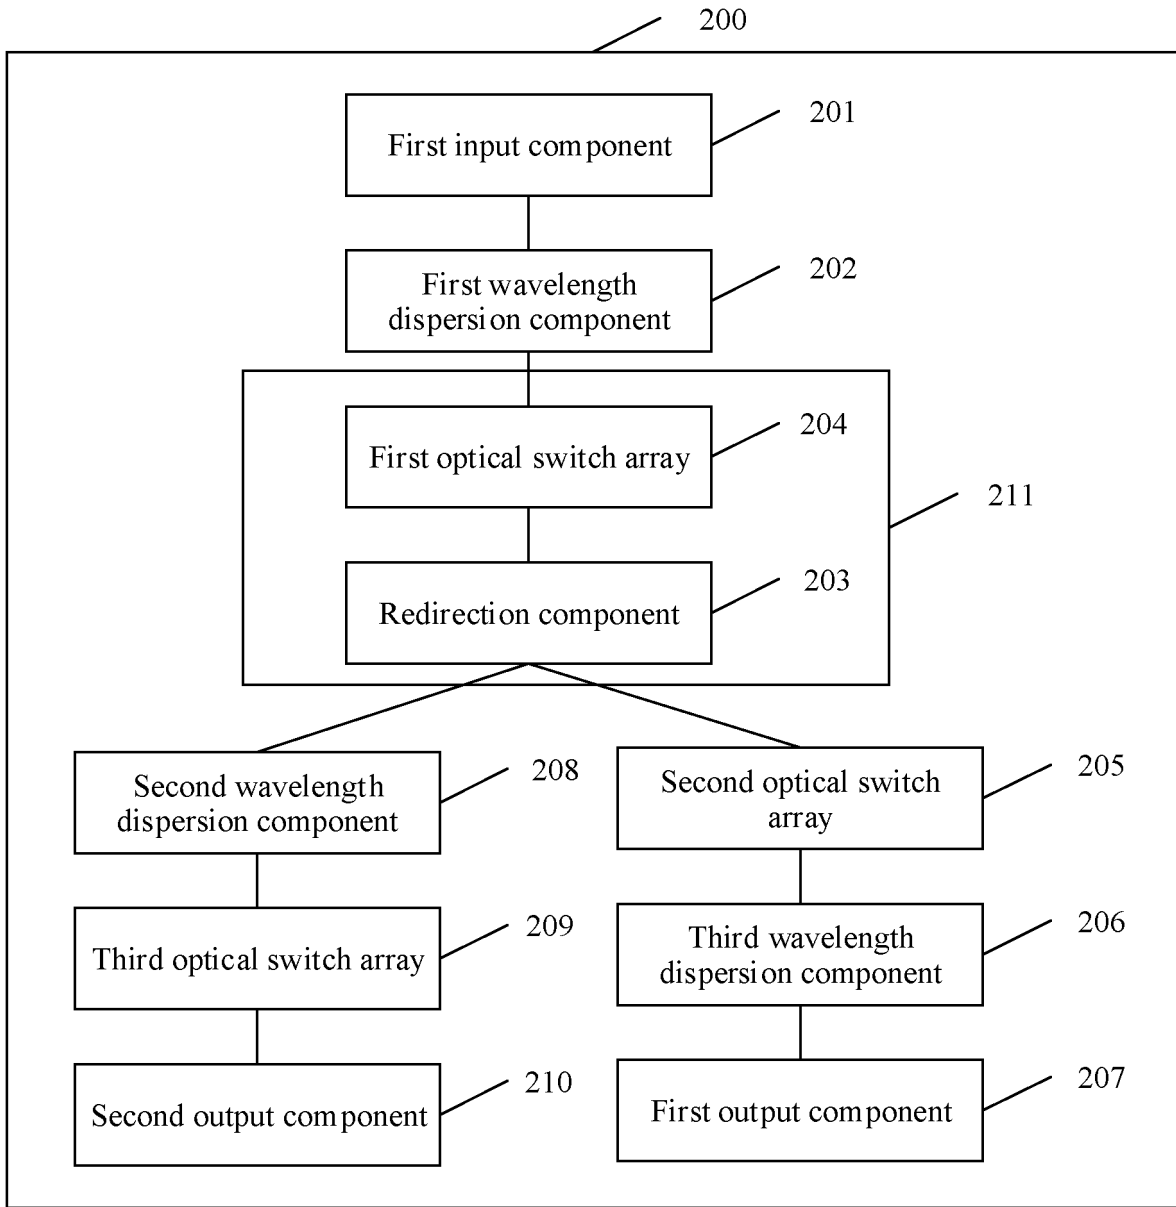 200
First input component
201
First wavelength
dispersion component
202
First optical switch array
204
211
Redirection component
203
Second wavelength
dispersion component
208
Second optical switch
array
205
Third optical switch array
209
Third wavelength
dispersion component
206
Second output component
210
First output component
207